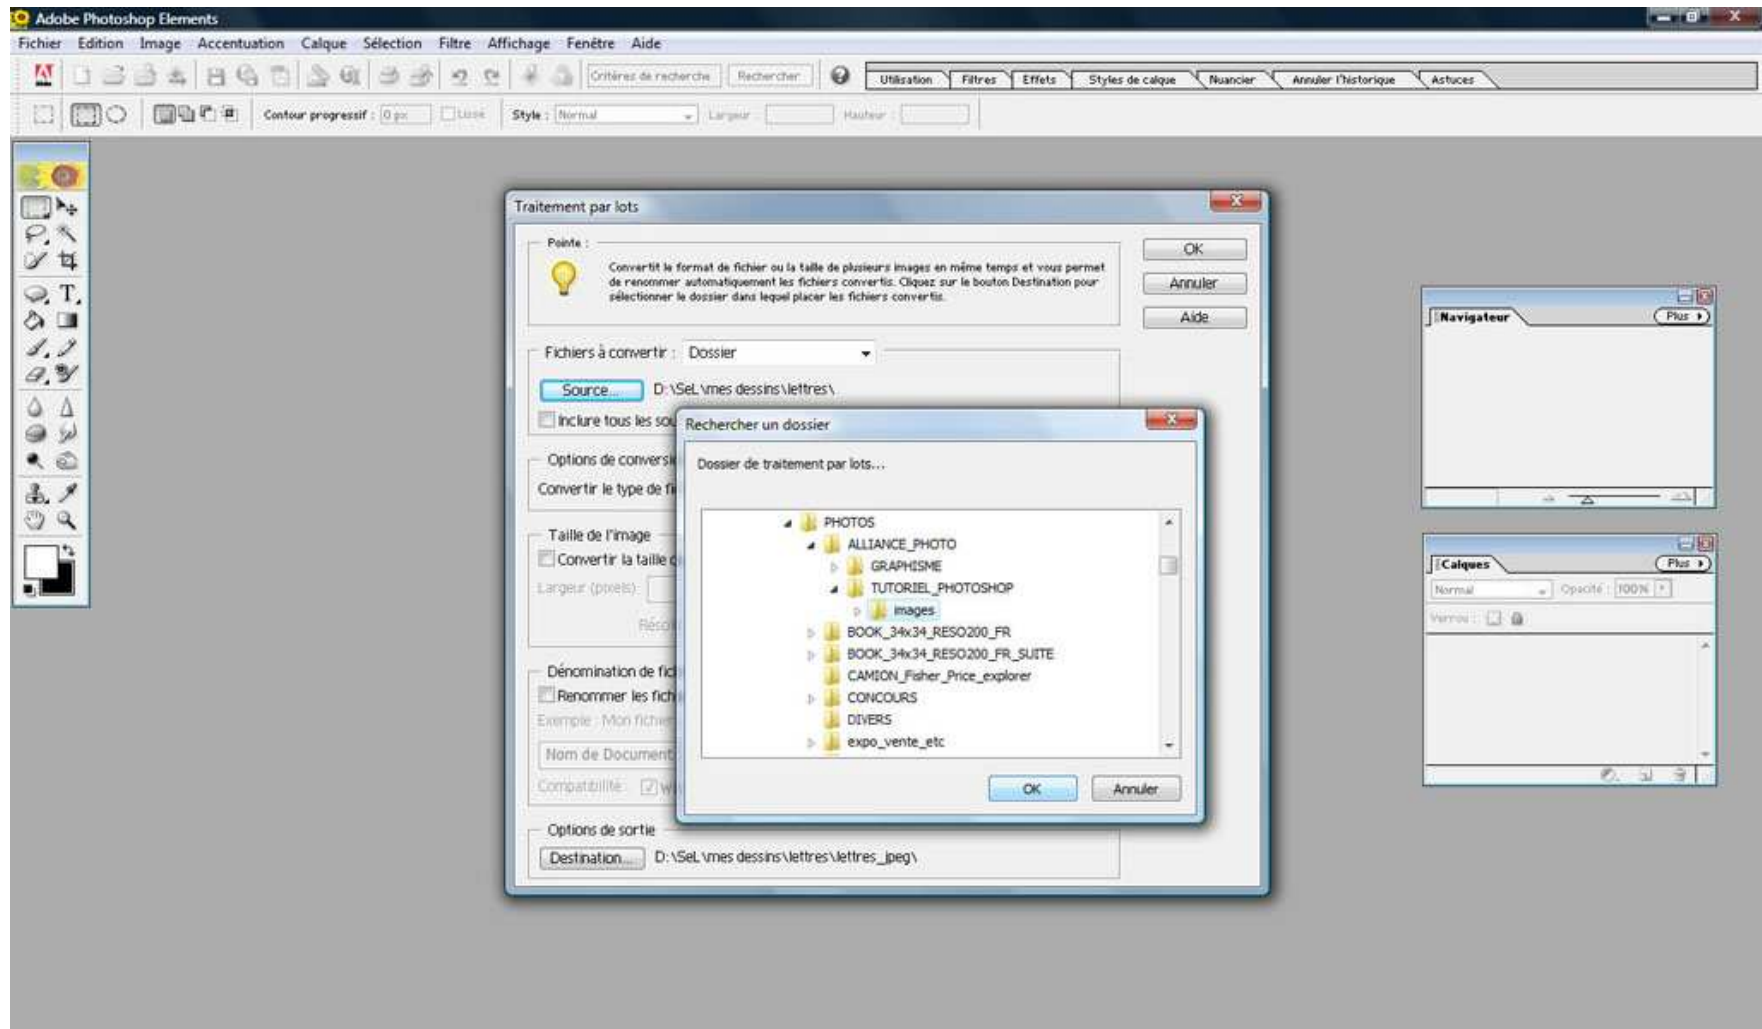 Adobe Photoshop Elements
Fichier Edition Image Accentuation Calque Sélection Filtre Affichage Fenêtre Aide
Critères de recherche Rechercher Utilisation Filtres Effets Styles de calque Nuancier Annuler l'historique Astuces
Contour progressif : 0 px Lissé Style : Normal Largeur : Hauteur :
Traitement par lots
Pointe :
Convertit le format de fichier ou la taille de plusieurs images en même temps et vous permet
de renommer automatiquement les fichiers convertis. Cliquez sur le bouton Destination pour
sélectionner le dossier dans lequel placer les fichiers convertis.
OK
Annuler
Aide
Fichiers à convertir : Dossier
Source... D:\SeL\mes dessins\lettres\
Inclure tous les sou
Options de conversi
Convertir le type de fi
Taille de l'image
Convertir la taille d
Largeur (pixels)
Réso
Dénomination de fic
Renommer les fich
Exemple : Mon fichier
Nom de Document
Compatibilité : W
Options de sortie
Destination... D:\SeL\mes dessins\lettres\lettres_jpeg\
Rechercher un dossier
Dossier de traitement par lots...
PHOTOS
ALLIANCE_PHOTO
GRAPHISME
TUTORIEL_PHOTOSHOP
images
BOOK_34x34_RESO200_FR
BOOK_34x34_RESO200_FR_SUITE
CAMION_Fisher_Price_explorer
CONCOURS
DIVERS
expo_vente_etc
OK Annuler
Navigateur Plus
Calques Plus
Normal Opacité : 100%
Verrou :